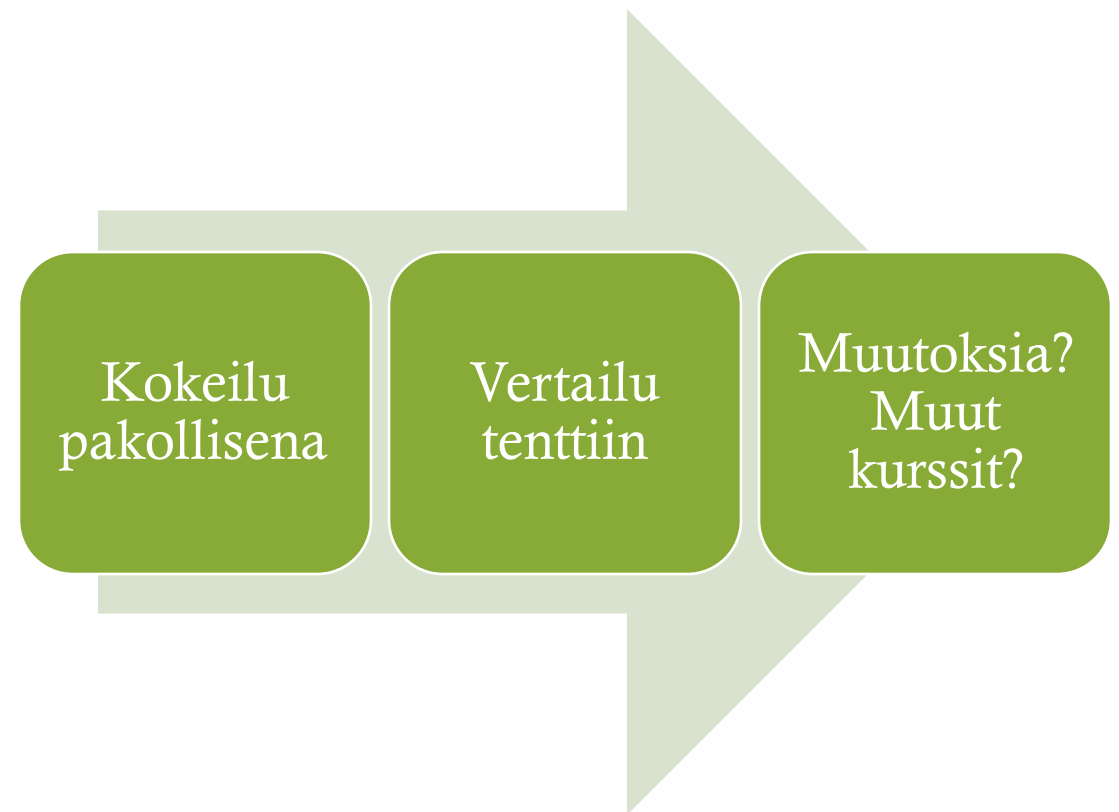 Kokeilu
pakollisena
Vertailu
tenttiin
Muutoksia?
Muut
kurssit?